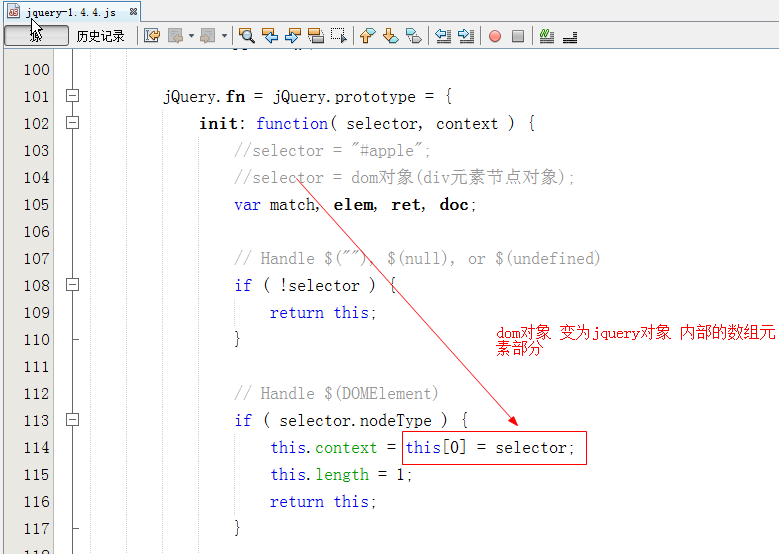 jquery-1.4.4.js
源 历史记录
100
101 jQuery.fn = jQuery.prototype = {
102 init: function( selector, context ) {
103 //selector = "#apple";
104 //selector = dom对象(div元素节点对象);
105 var match, elem, ret, doc;
106
107 // Handle $(""), $(null), or $(undefined)
108 if ( !selector ) {
109 return this;
110 }
dom对象 变为jquery对象 内部的数组元
素部分
111
112 // Handle $(DOMElement)
113 if ( selector.nodeType ) {
114 this.context = this[0] = selector;
115 this.length = 1;
116 return this;
117 }